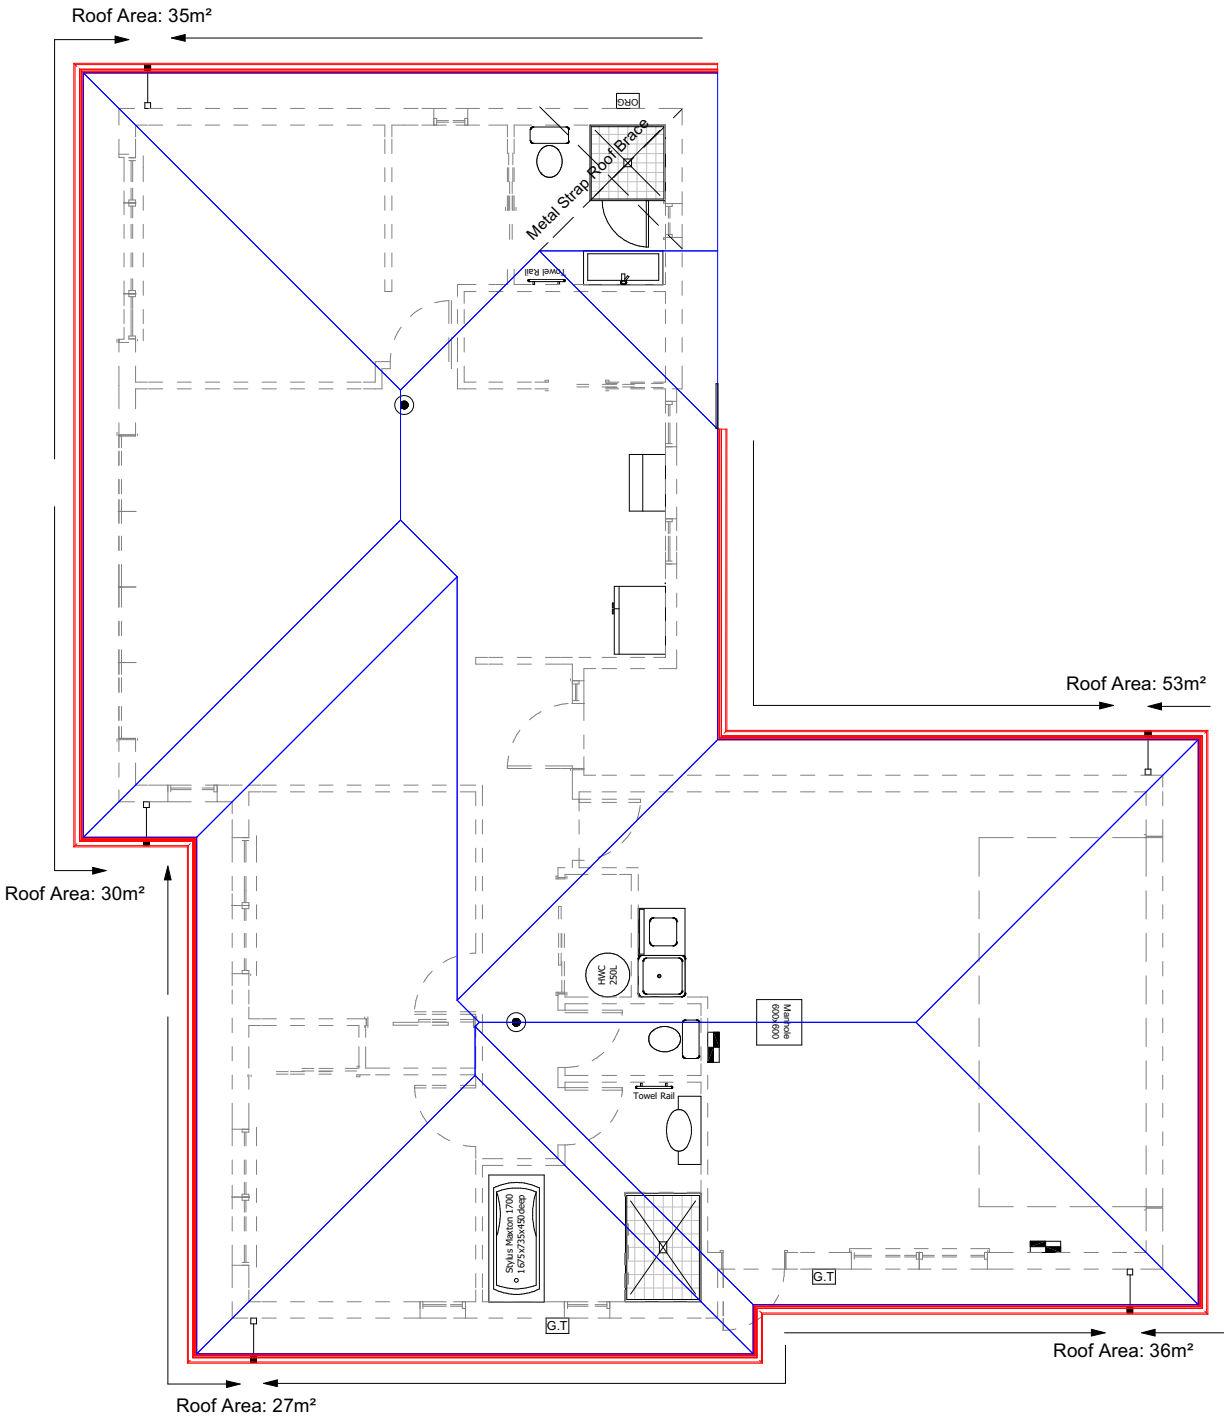 Roof Area: 35m²
ORG
Metal Strap Roof Brace
Towel Rail
Roof Area: 53m²
Roof Area: 30m²
HWC
250L
Manhole
600x600
Towel Rail
Stylus Maxton 1700
1675x735x450deep
G.T
G.T
Roof Area: 36m²
Roof Area: 27m²